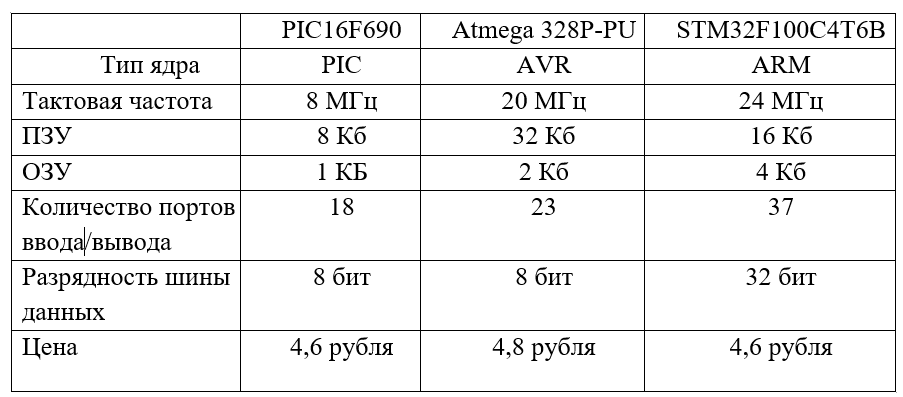 PIC16F690 Atmega 328P-PU STM32F100C4T6B
Тип ядра PIC AVR ARM
Тактовая частота 8 МГц 20 МГц 24 МГц
ПЗУ 8 Кб 32 Кб 16 Кб
ОЗУ 1 КБ 2 Кб 4 Кб
Количество портов 18 23 37
ввода/вывода
Разрядность шины 8 бит 8 бит 32 бит
данных
Цена 4,6 рубля 4,8 рубля 4,6 рубля